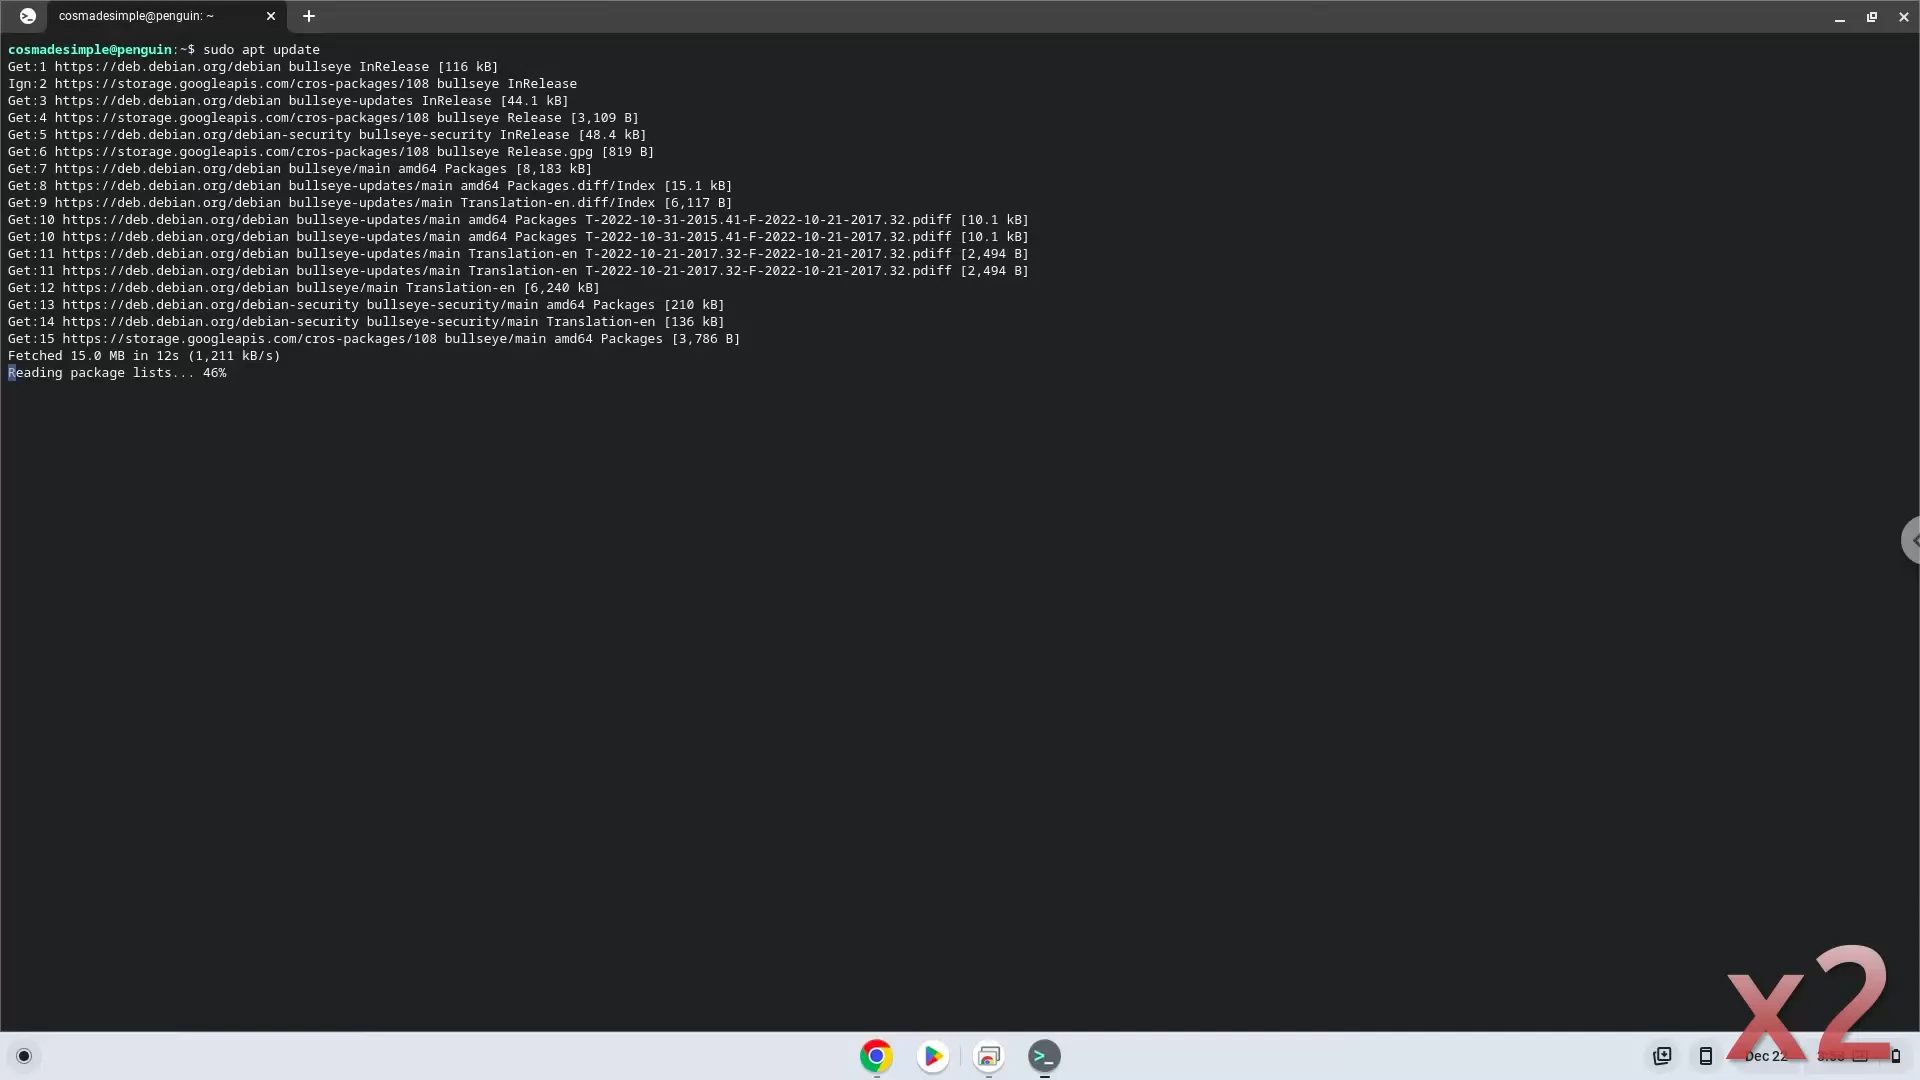 cosmadesimple@penguin: ~
cosmadesimple@penguin:~$ sudo apt update
Get:1 https://deb.debian.org/debian bullseye InRelease [116 kB]
Ign:2 https://storage.googleapis.com/cros-packages/108 bullseye InRelease
Get:3 https://deb.debian.org/debian bullseye-updates InRelease [44.1 kB]
Get:4 https://storage.googleapis.com/cros-packages/108 bullseye Release [3,109 B]
Get:5 https://deb.debian.org/debian-security bullseye-security InRelease [48.4 kB]
Get:6 https://storage.googleapis.com/cros-packages/108 bullseye Release.gpg [819 B]
Get:7 https://deb.debian.org/debian bullseye/main amd64 Packages [8,183 kB]
Get:8 https://deb.debian.org/debian bullseye-updates/main amd64 Packages.diff/Index [15.1 kB]
Get:9 https://deb.debian.org/debian bullseye-updates/main Translation-en.diff/Index [6,117 B]
Get:10 https://deb.debian.org/debian bullseye-updates/main amd64 Packages T-2022-10-31-2015.41-F-2022-10-21-2017.32.pdiff [10.1 kB]
Get:10 https://deb.debian.org/debian bullseye-updates/main amd64 Packages T-2022-10-31-2015.41-F-2022-10-21-2017.32.pdiff [10.1 kB]
Get:11 https://deb.debian.org/debian bullseye-updates/main Translation-en T-2022-10-21-2017.32-F-2022-10-21-2017.32.pdiff [2,494 B]
Get:11 https://deb.debian.org/debian bullseye-updates/main Translation-en T-2022-10-21-2017.32-F-2022-10-21-2017.32.pdiff [2,494 B]
Get:12 https://deb.debian.org/debian bullseye/main Translation-en [6,240 kB]
Get:13 https://deb.debian.org/debian-security bullseye-security/main amd64 Packages [210 kB]
Get:14 https://deb.debian.org/debian-security bullseye-security/main Translation-en [136 kB]
Get:15 https://storage.googleapis.com/cros-packages/108 bullseye/main amd64 Packages [3,786 B]
Fetched 15.0 MB in 12s (1,211 kB/s)
Reading package lists... 46%
x2
Dec 22